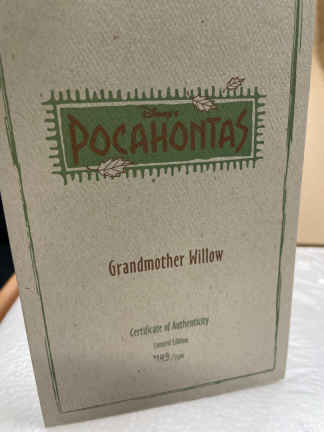 Disney's
POCAHONTAS
Grandmother Willow
Certificate of Authenticity
Limited Edition